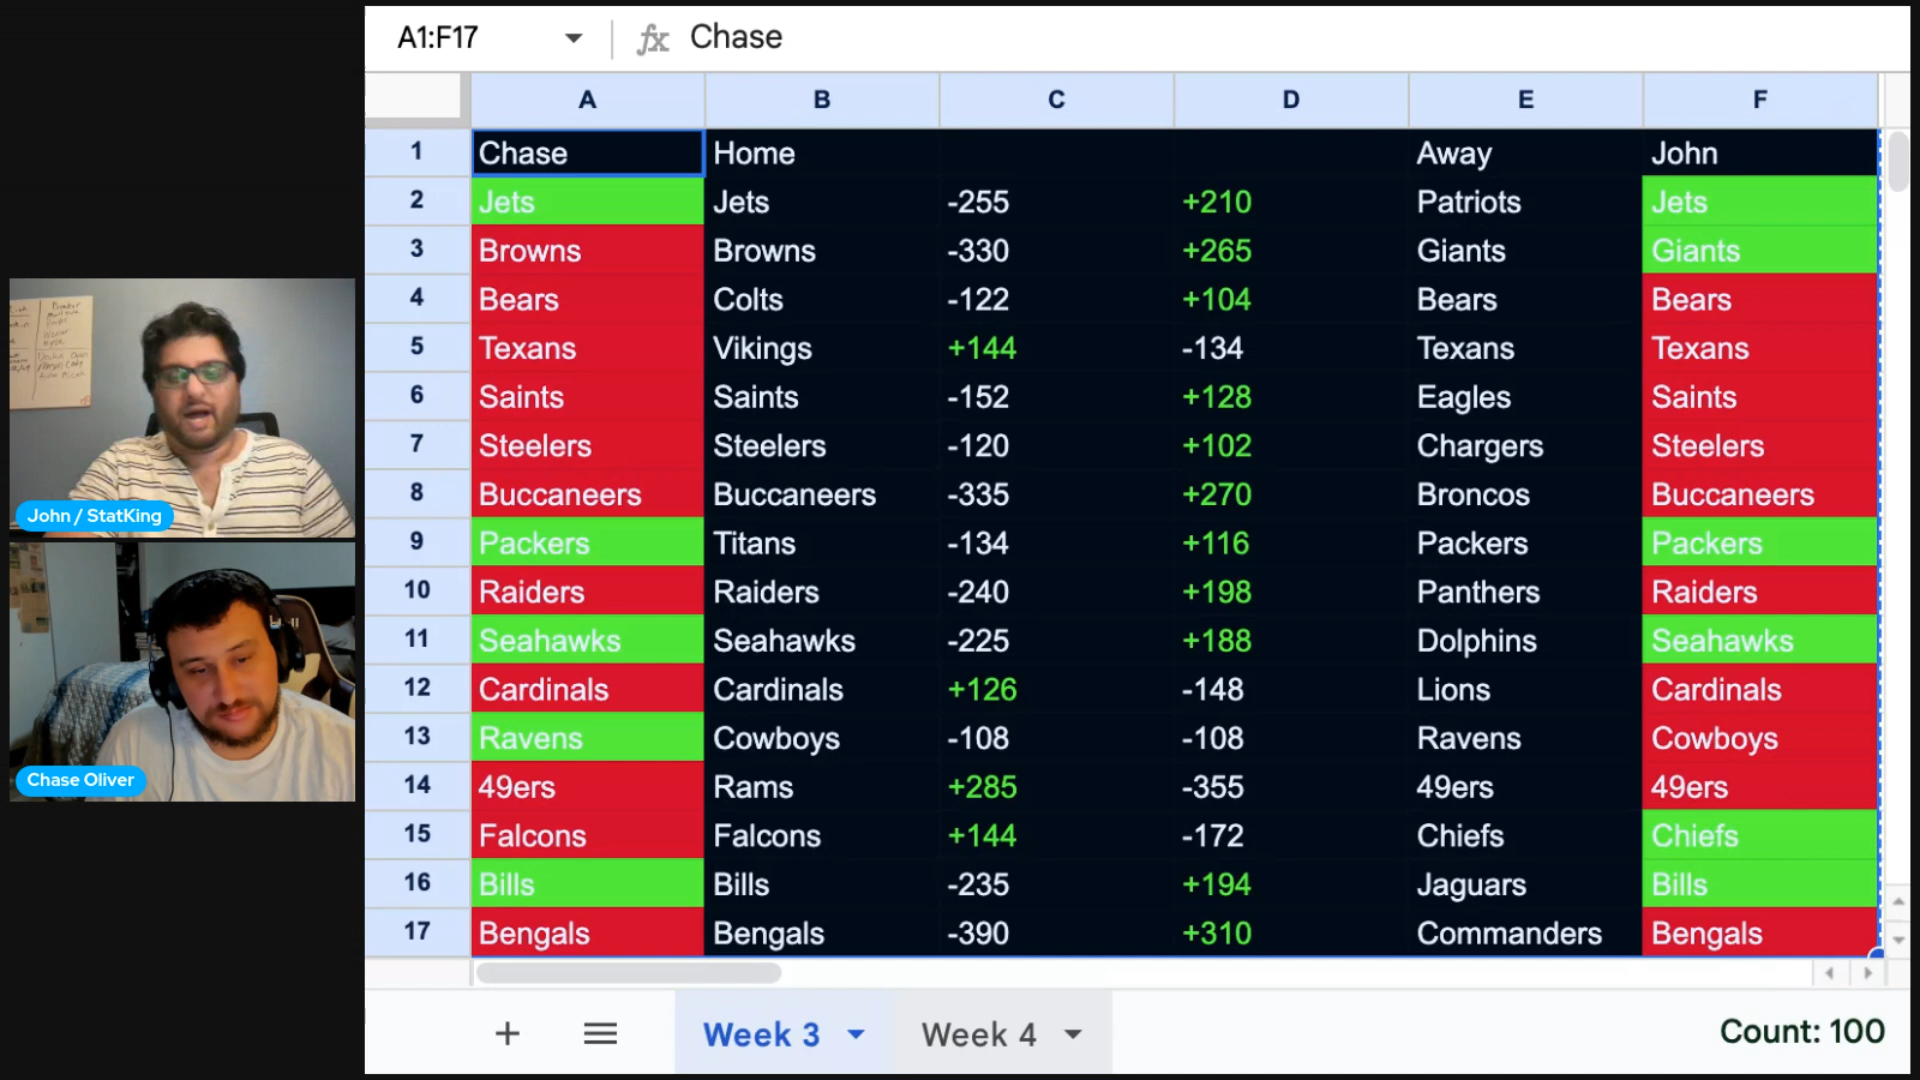 A1:F17 fx Chase
A B C D E F
1 Chase Home Away John
2 Jets Jets -255 +210 Patriots Jets
3 Browns Browns -330 +265 Giants Giants
4 Bears Colts -122 +104 Bears Bears
5 Texans Vikings +144 -134 Texans Texans
6 Saints Saints -152 +128 Eagles Saints
7 Steelers Steelers -120 +102 Chargers Steelers
8 Buccaneers Buccaneers -335 +270 Broncos Buccaneers
9 Packers Titans -134 +116 Packers Packers
10 Raiders Raiders -240 +198 Panthers Raiders
11 Seahawks Seahawks -225 +188 Dolphins Seahawks
12 Cardinals Cardinals +126 -148 Lions Cardinals
13 Ravens Cowboys -108 -108 Ravens Cowboys
14 49ers Rams +285 -355 49ers 49ers
15 Falcons Falcons +144 -172 Chiefs Chiefs
16 Bills Bills -235 +194 Jaguars Bills
17 Bengals Bengals -390 +310 Commanders Bengals
Week 3 Week 4 Count: 100
John / StatKing
Chase Oliver